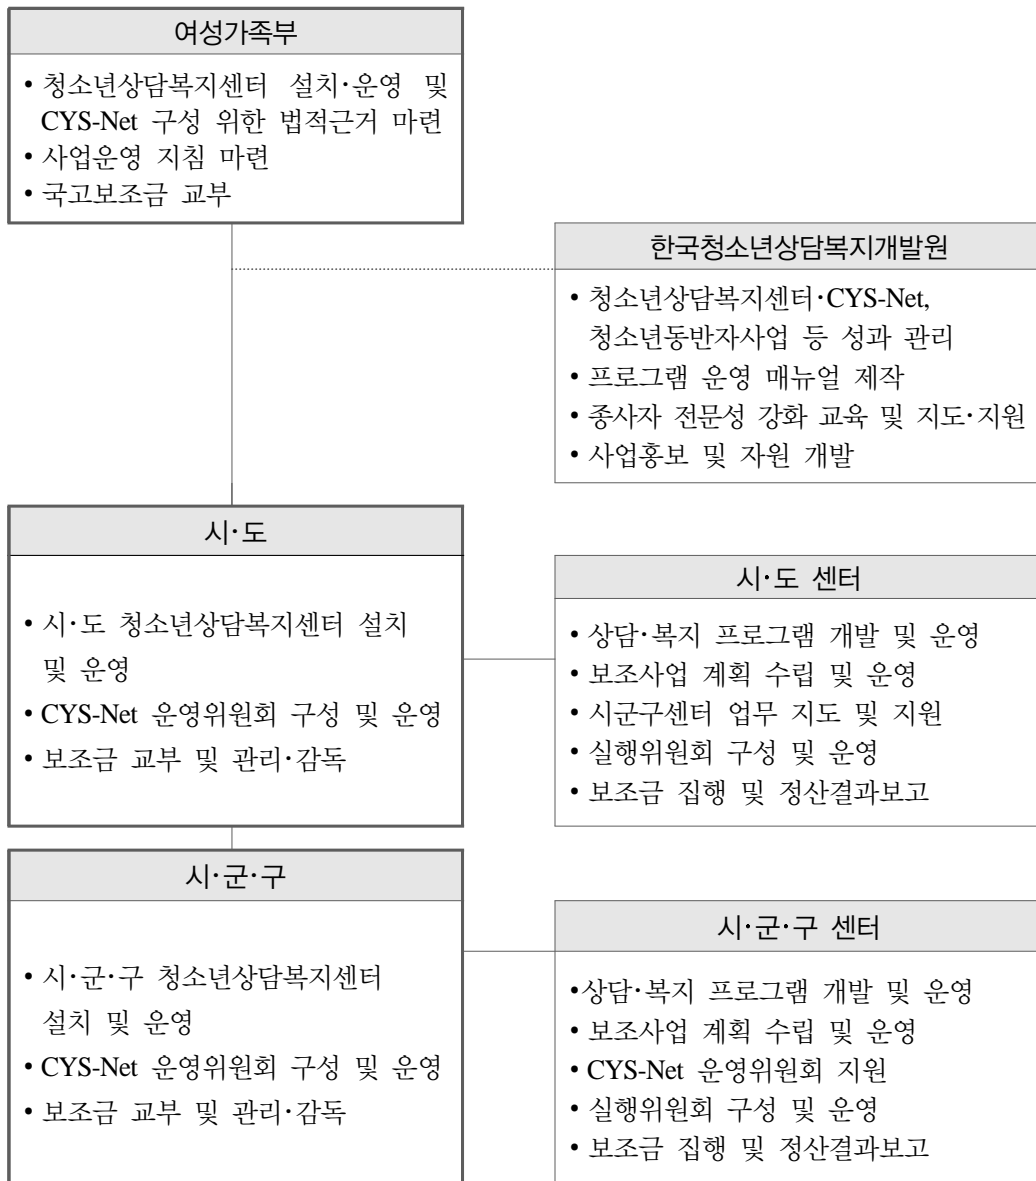 여성가족부
• 청소년상담복지센터 설치·운영 및
CYS-Net 구성 위한 법적근거 마련
• 사업운영 지침 마련
• 국고보조금 교부
한국청소년상담복지개발원
• 청소년상담복지센터·CYS-Net,
청소년동반자사업 등 성과 관리
• 프로그램 운영 매뉴얼 제작
• 종사자 전문성 강화 교육 및 지도·지원
• 사업홍보 및 자원 개발
시·도
• 시·도 청소년상담복지센터 설치
및 운영
• CYS-Net 운영위원회 구성 및 운영
• 보조금 교부 및 관리·감독
시·도 센터
• 상담·복지 프로그램 개발 및 운영
• 보조사업 계획 수립 및 운영
• 시군구센터 업무 지도 및 지원
• 실행위원회 구성 및 운영
• 보조금 집행 및 정산결과보고
시·군·구
• 시·군·구 청소년상담복지센터
설치 및 운영
• CYS-Net 운영위원회 구성 및 운영
• 보조금 교부 및 관리·감독
시·군·구 센터
•상담·복지 프로그램 개발 및 운영
• 보조사업 계획 수립 및 운영
• CYS-Net 운영위원회 지원
• 실행위원회 구성 및 운영
• 보조금 집행 및 정산결과보고